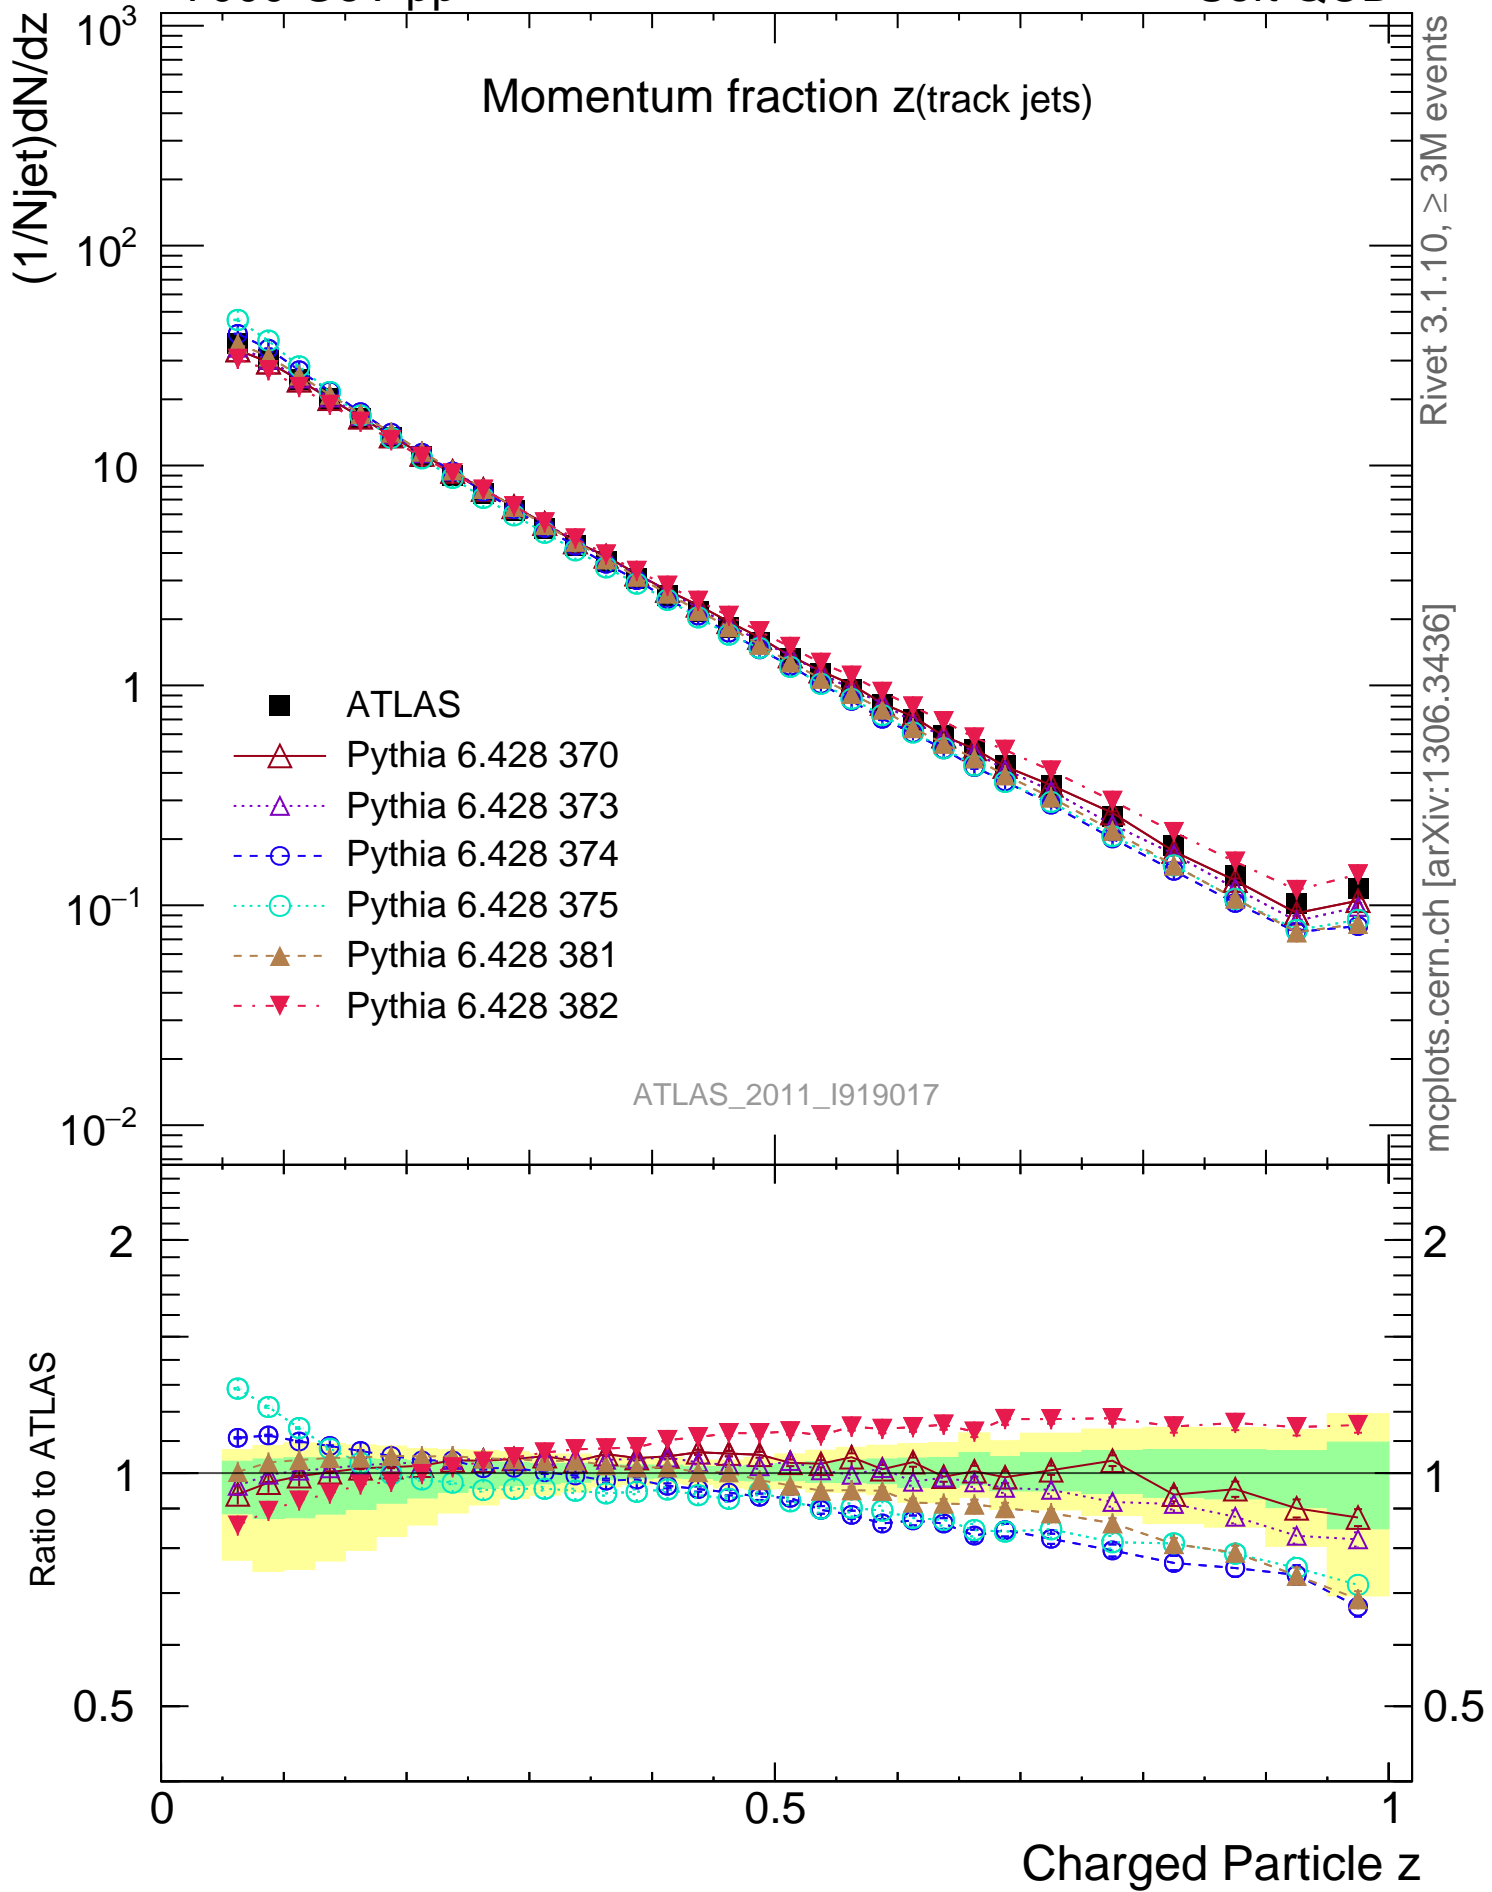 (1/Njet)dN/dz
Momentum fraction z(track jets)
10³
10²
10
1
10⁻¹
10⁻²
ATLAS
Pythia 6.428 370
Pythia 6.428 373
Pythia 6.428 374
Pythia 6.428 375
Pythia 6.428 381
Pythia 6.428 382
ATLAS_2011_I919017
Rivet 3.1.10, ≥ 3M events
mcplots.cern.ch [arXiv:1306.3436]
Ratio to ATLAS
2
1
0.5
2
1
0.5
0
0.5
1
Charged Particle z